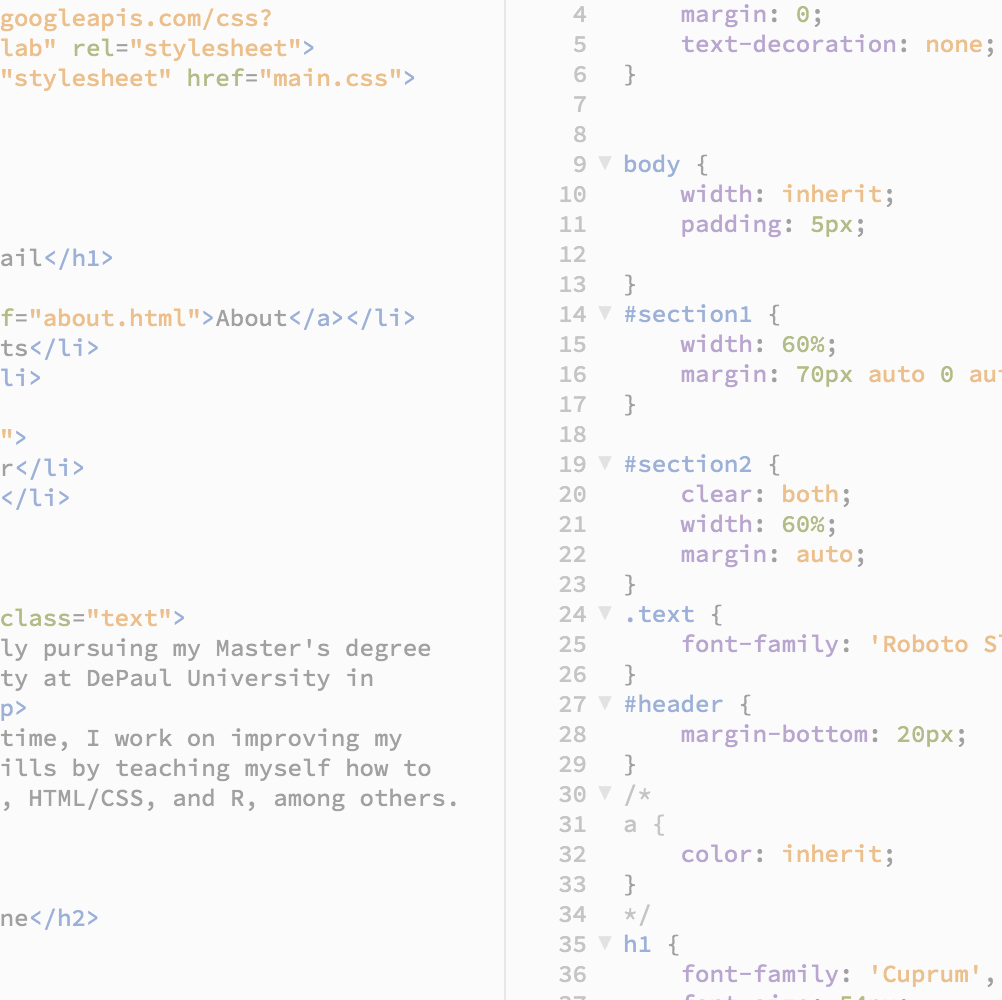 googleapis.com/css?
lab" rel="stylesheet">
"stylesheet" href="main.css">
ail</h1>
f="about.html">About</a></li>
ts</li>
li>
">
r</li>
</li>
class="text">
ly pursuing my Master's degree
ty at DePaul University in
p>
time, I work on improving my
ills by teaching myself how to
, HTML/CSS, and R, among others.
ne</h2>
4 margin: 0;
5 text-decoration: none;
6 }
7
8
9 body {
10 width: inherit;
11 padding: 5px;
12
13 }
14 #section1 {
15 width: 60%;
16 margin: 70px auto 0 au
17 }
18
19 #section2 {
20 clear: both;
21 width: 60%;
22 margin: auto;
23 }
24 .text {
25 font-family: 'Roboto Sl
26 }
27 #header {
28 margin-bottom: 20px;
29 }
30 /*
31 a {
32 color: inherit;
33 }
34 */
35 h1 {
36 font-family: 'Cuprum',
37 font-size: 54px;